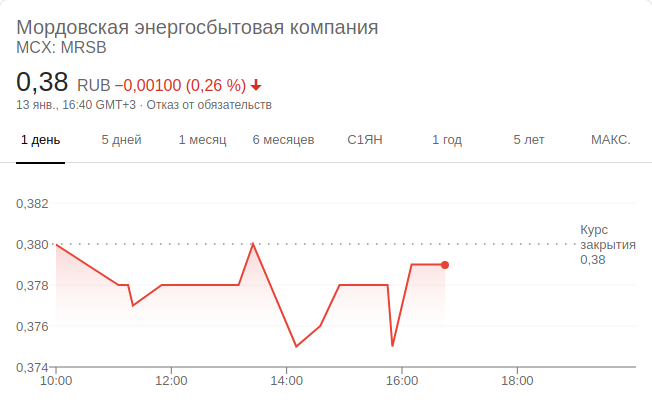 Мордовская энергосбытовая компания
MCX: MRSB
0,38 RUB −0,00100 (0,26 %)
13 янв., 16:40 GMT+3 · Отказ от обязательств
1 день 5 дней 1 месяц 6 месяцев С1ЯН 1 год 5 лет МАКС.
0,382
0,380
0,378
0,376
0,374
Курс
закрытия
0,38
10:00 12:00 14:00 16:00 18:00